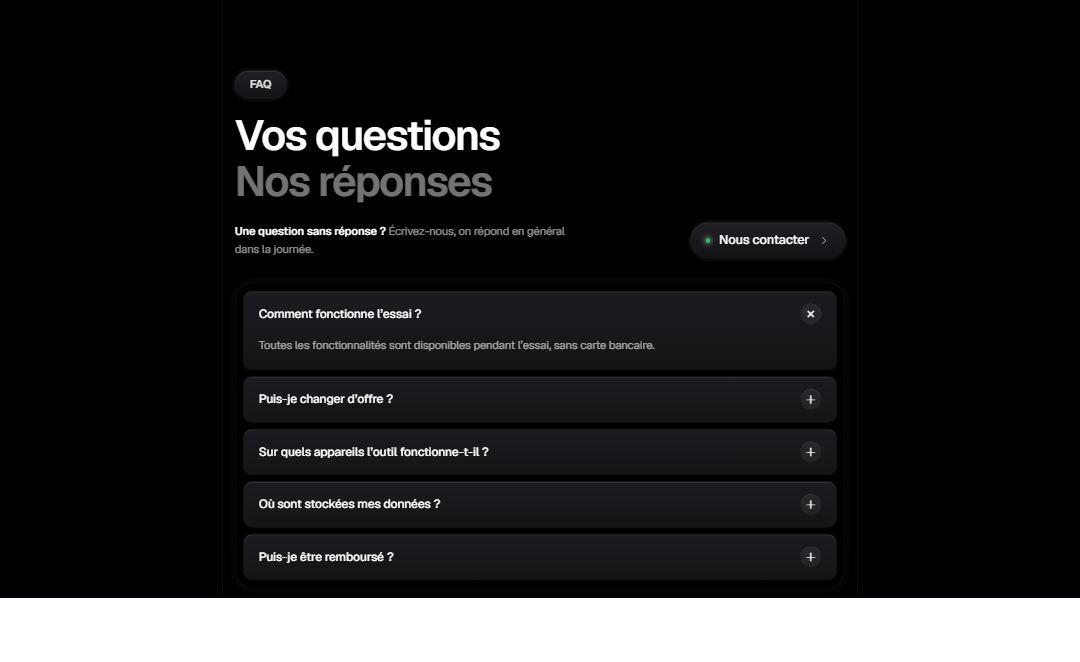 FAQ
Vos questions
Nos réponses
Une question sans réponse ? Écrivez-nous, on répond en général
dans la journée.
Nous contacter
Comment fonctionne l’essai ?
Toutes les fonctionnalités sont disponibles pendant l’essai, sans carte bancaire.
Puis-je changer d’offre ?
Sur quels appareils l’outil fonctionne-t-il ?
Où sont stockées mes données ?
Puis-je être remboursé ?